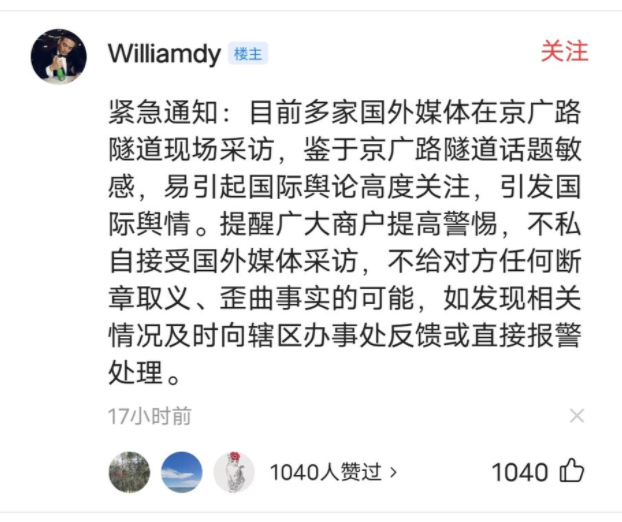 Williamdy 楼主 关注
紧急通知：目前多家国外媒体在京广路
隧道现场采访，鉴于京广路隧道话题敏
感，易引起国际舆论高度关注，引发国
际舆情。提醒广大商户提高警惕，不私
自接受国外媒体采访，不给对方任何断
章取义、歪曲事实的可能，如发现相关
情况及时向辖区办事处反馈或直接报警
处理。
17小时前
1040人赞过 1040